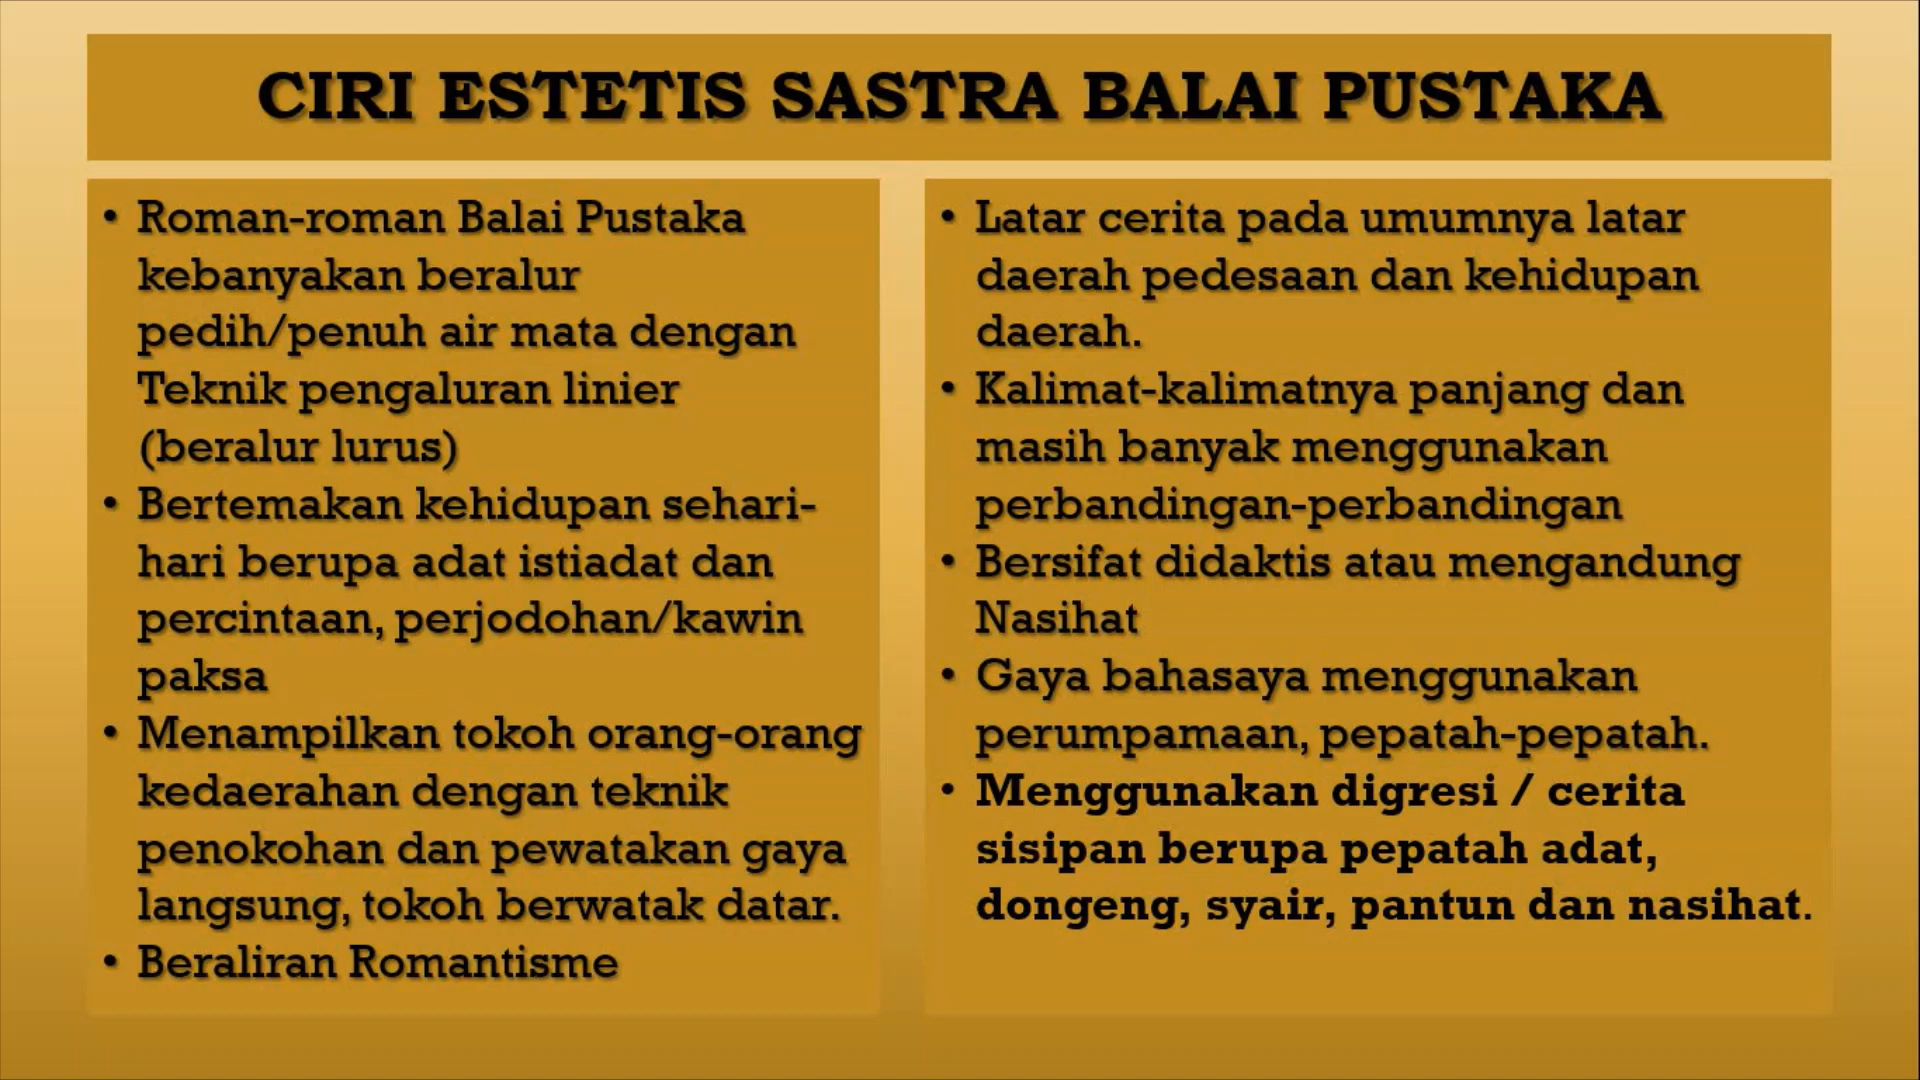 CIRI ESTETIS SASTRA BALAI PUSTAKA
• Roman-roman Balai Pustaka
kebanyakan beralur
pedih/penuh air mata dengan
Teknik pengaluran linier
(beralur lurus)
• Bertemakan kehidupan sehari-
hari berupa adat istiadat dan
percintaan, perjodohan/kawin
paksa
• Menampilkan tokoh orang-orang
kedaerahan dengan teknik
penokohan dan pewatakan gaya
langsung, tokoh berwatak datar.
• Beraliran Romantisme
• Latar cerita pada umumnya latar
daerah pedesaan dan kehidupan
daerah.
• Kalimat-kalimatnya panjang dan
masih banyak menggunakan
perbandingan-perbandingan
• Bersifat didaktis atau mengandung
Nasihat
• Gaya bahasaya menggunakan
perumpamaan, pepatah-pepatah.
• Menggunakan digresi / cerita
sisipan berupa pepatah adat,
dongeng, syair, pantun dan nasihat.